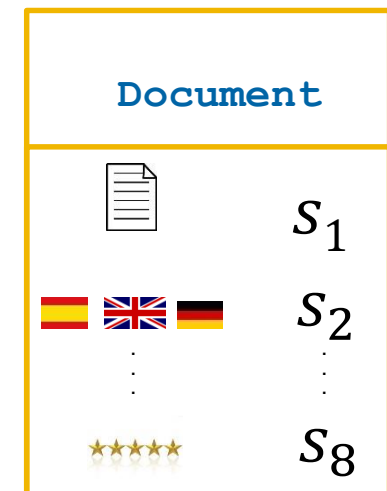 Document
s₁
s₂
⋮ ⋮
s₈